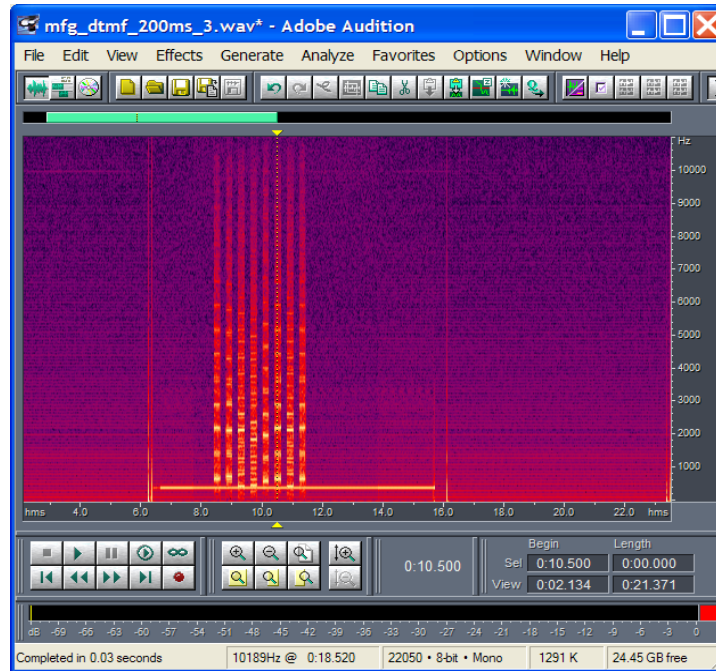 mfg_dtmf_200ms_3.wav* - Adobe Audition
File Edit View Effects Generate Analyze Favorites Options Window Help
Hz
10000
9000
8000
7000
6000
5000
4000
3000
2000
1000
hms 4.0 6.0 8.0 10.0 12.0 14.0 16.0 18.0 20.0 22.0 hms
Begin Length
0:10.500 Sel 0:10.500 0:00.000
View 0:02.134 0:21.371
dB -69 -66 -63 -60 -57 -54 -51 -48 -45 -42 -39 -36 -33 -30 -27 -24 -21 -18 -15 -12 -9 -6 -3 0
Completed in 0.03 seconds 10189Hz @ 0:18.520 22050 • 8-bit • Mono 1291 K 24.45 GB free